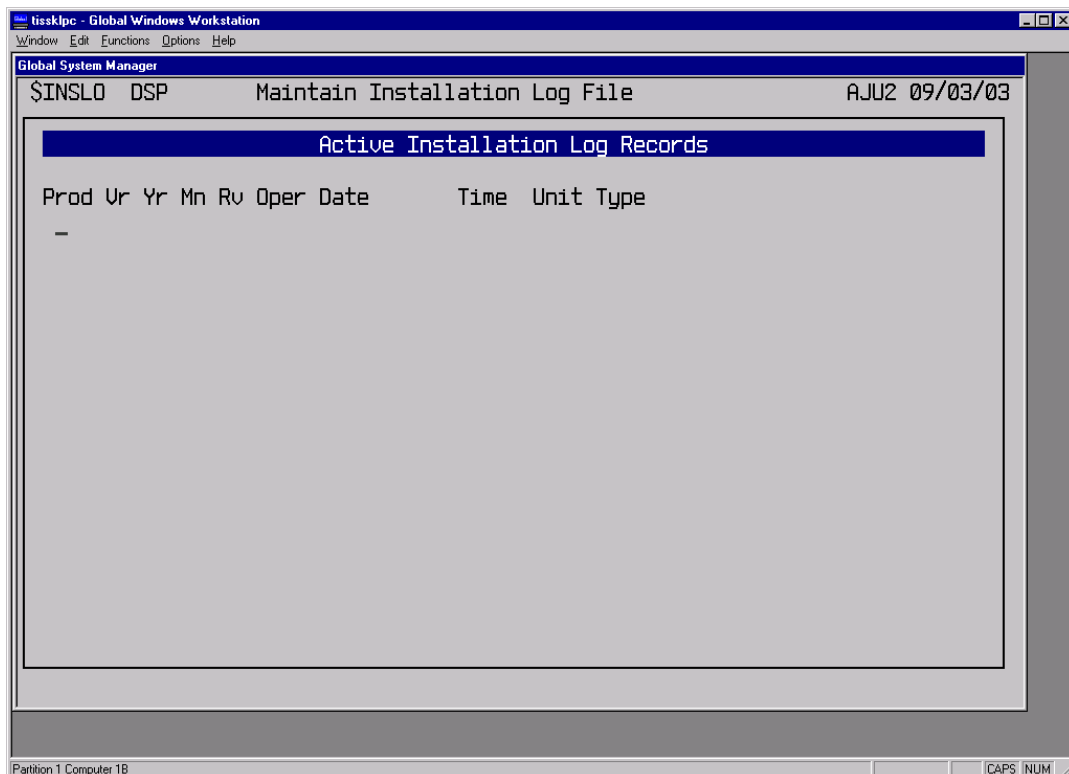 tissklpc - Global Windows Workstation
Window Edit Functions Options Help
Global System Manager
$INSLO DSP Maintain Installation Log File AJU2 09/03/03
Active Installation Log Records
Prod Vr Yr Mn Rv Oper Date Time Unit Type
Partition 1 Computer 1B CAPS NUM